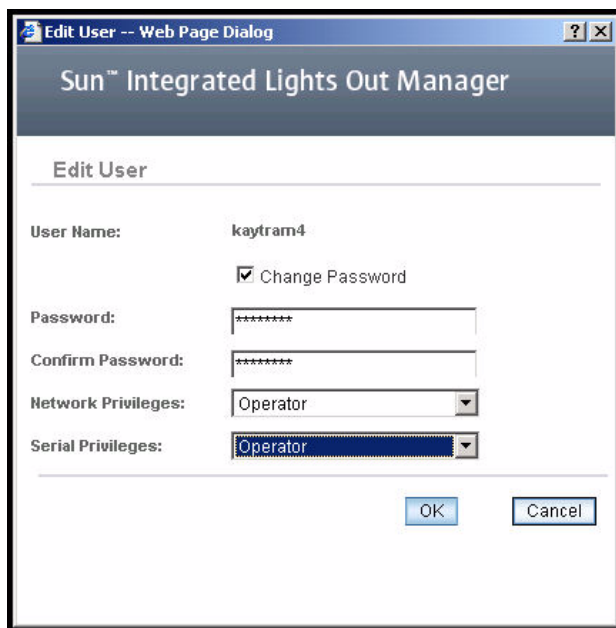 Edit User -- Web Page Dialog
Sun™ Integrated Lights Out Manager
Edit User
User Name: kaytram4
Change Password
Password: ********
Confirm Password: ********
Network Privileges: Operator
Serial Privileges: Operator
OK Cancel